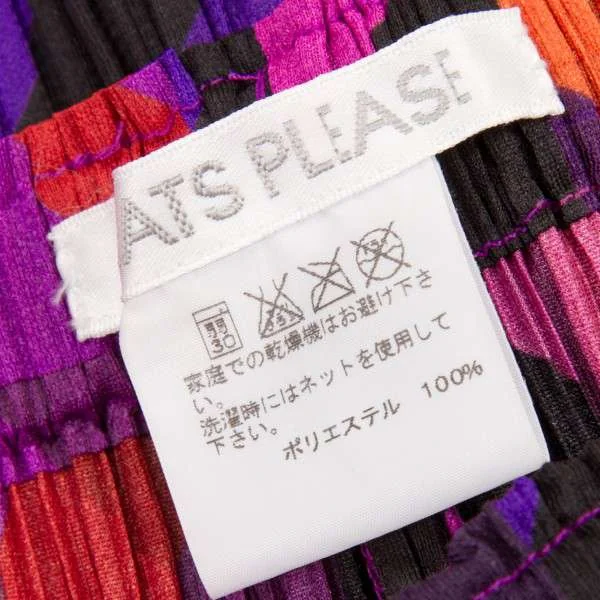 ATS PLEASE
弱
30
家庭での乾燥機はお避け下さ
い。
洗濯時にはネットを使用して
下さい。
ポリエステル 100%